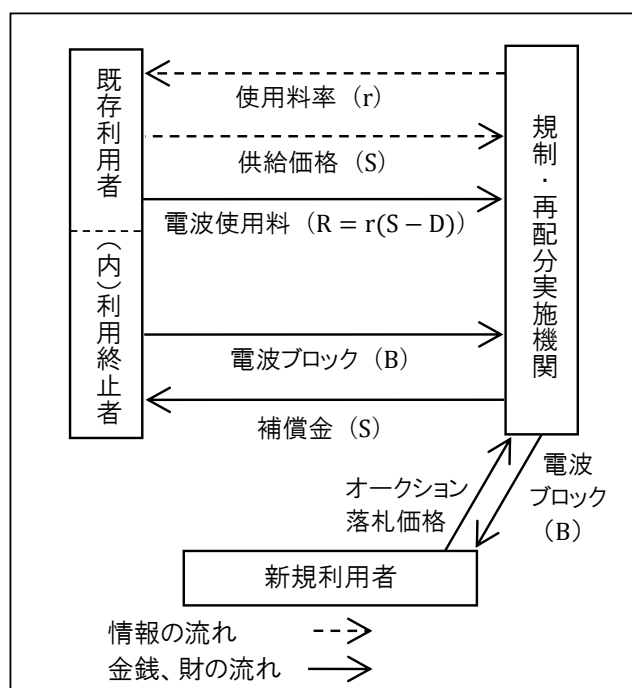 既存利用者
(内)利用終止者
使用料率（r）
供給価格（S）
電波使用料（R = r(S − D)）
電波ブロック（B）
補償金（S）
規制・再配分実施機関
オークション
落札価格
電波
ブロック
（B）
新規利用者
情報の流れ
金銭、財の流れ